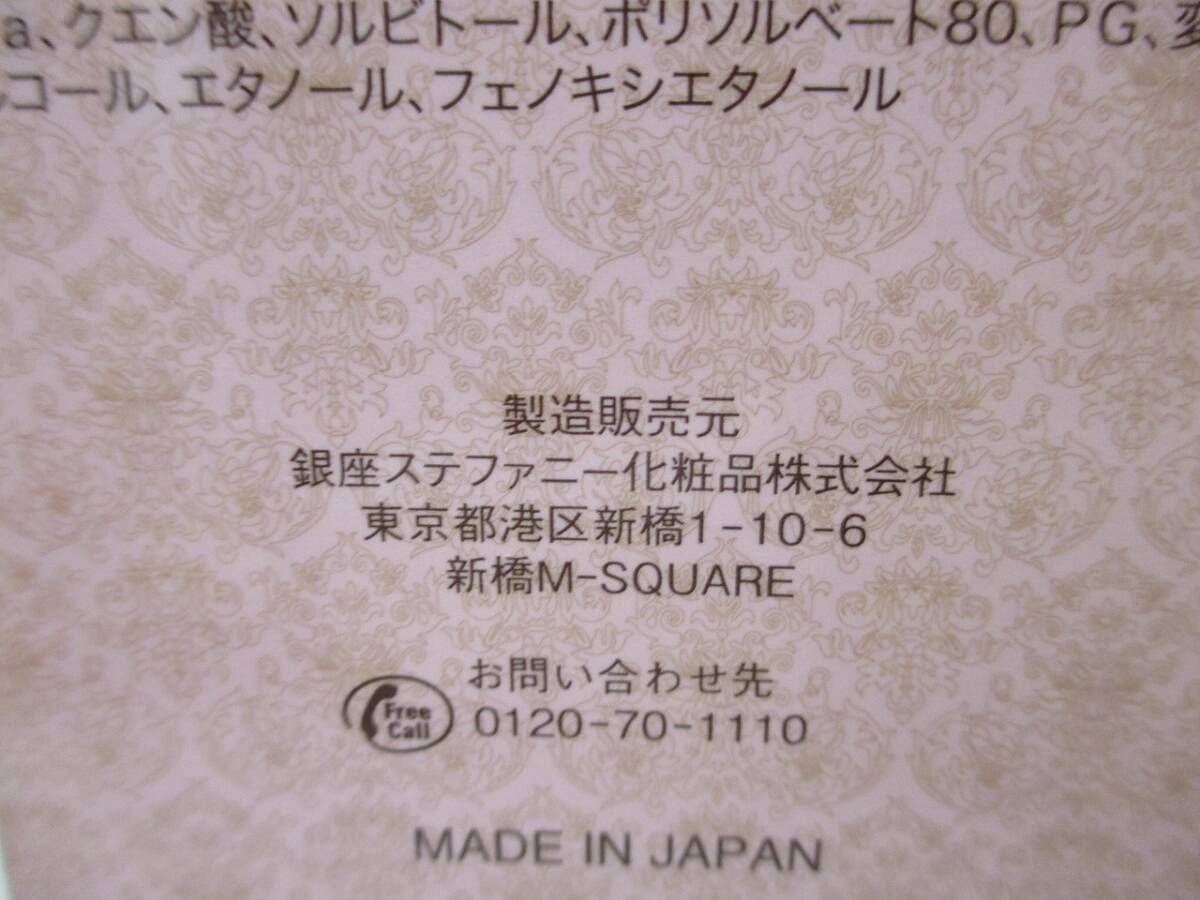 a、クエン酸、ソルビトール、ポリソルベート80、PG、変
ルコール、エタノール、フェノキシエタノール
製造販売元
銀座ステファニー化粧品株式会社
東京都港区新橋1-10-6
新橋M-SQUARE
お問い合わせ先
Free Call
0120-70-1110
MADE IN JAPAN